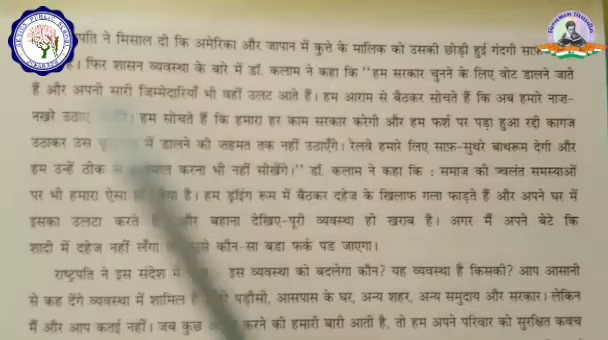 पति ने मिसाल दी कि अमेरिका और जापान में कुत्ते के मालिक को उसकी छोड़ी हुई गंदगी
है। फिर शासन व्यवस्था के बारे में डॉ. कलाम ने कहा कि “हम सरकार चुनने के लिए वोट डालने जाते
हैं और अपनी सारी जिम्मेदारियाँ भी वहीं उलट आते हैं। हम आराम से बैठकर सोचते हैं कि अब हमारे नाज-
नखरे उठाए हम सोचते हैं कि हमारा हर काम सरकार करेगी और हम फर्श पर पड़ा हुआ रद्दी कागज
उठाकर उस में डालने की जहमत तक नहीं उठाएँगे। रेलवे हमारे लिए साफ़-सुथरे बाथरूम देगी और
हम उन्हें ठीक से करना भी नहीं सीखेंगे।” डॉ. कलाम ने कहा कि : समाज की ज्वलंत समस्याओं
पर भी हमारा ऐसा है। हम ड्रॉइंग रूम में बैठकर दहेज के खिलाफ गला फाड़ते हैं और अपने घर में
इसका उलटा करते और बहाना देखिए-पूरी व्यवस्था ही खराब है। अगर मैं अपने बेटे कि
शादी में दहेज नहीं लूँगा कौन-सा बडा फर्क पड जाएगा।
राष्ट्रपति ने इस संदेश में इस व्यवस्था को बदलेगा कौन? यह व्यवस्था है किसकी? आप आसानी
से कह देंगे व्यवस्था में शामिल पड़ोसी, आसपास के घर, अन्य शहर, अन्य समुदाय और सरकार। लेकिन
मैं और आप कतई नहीं। जब कुछ करने की हमारी बारी आती है, तो हम अपने परिवार को सुरक्षित कवच